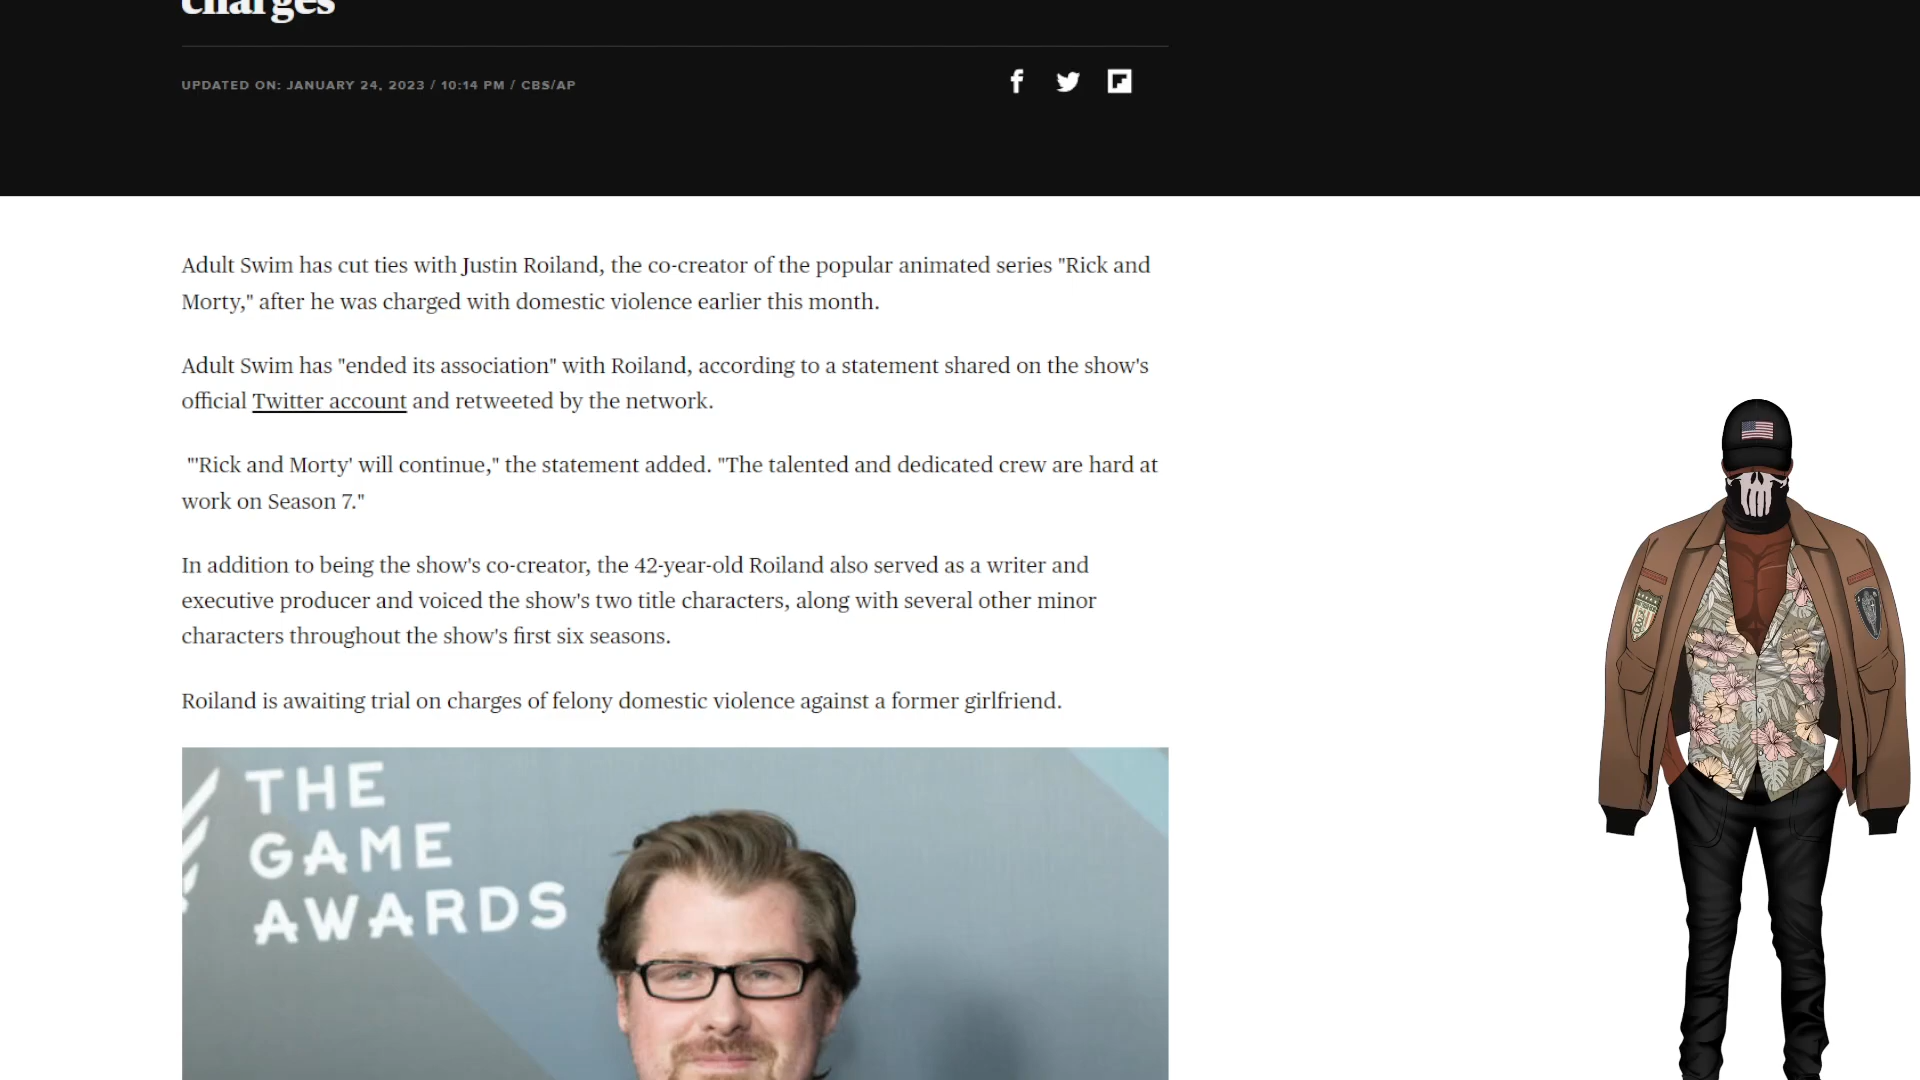 charges
UPDATED ON: JANUARY 24, 2023 / 10:14 PM / CBS/AP
Adult Swim has cut ties with Justin Roiland, the co-creator of the popular animated series "Rick and
Morty," after he was charged with domestic violence earlier this month.
Adult Swim has "ended its association" with Roiland, according to a statement shared on the show's
official Twitter account and retweeted by the network.
"'Rick and Morty' will continue," the statement added. "The talented and dedicated crew are hard at
work on Season 7."
In addition to being the show's co-creator, the 42-year-old Roiland also served as a writer and
executive producer and voiced the show's two title characters, along with several other minor
characters throughout the show's first six seasons.
Roiland is awaiting trial on charges of felony domestic violence against a former girlfriend.
THE
GAME
AWARDS